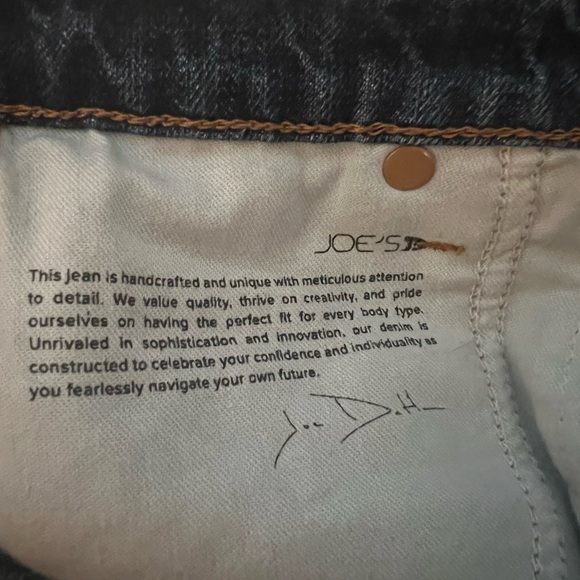 JOE'S
This jean is handcrafted and unique with meticulous attention
to detail. We value quality, thrive on creativity, and pride
ourselves on having the perfect fit for every body type.
Unrivaled in sophistication and innovation, our denim is
constructed to celebrate your confidence and individuality as
you fearlessly navigate your own future.
Joe